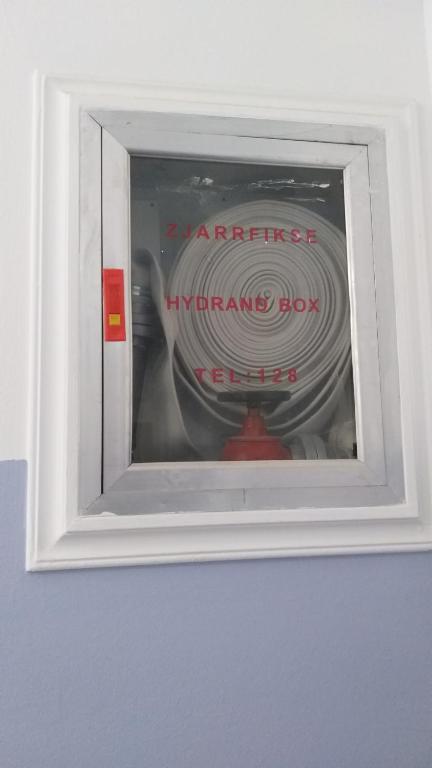 ZJARRFIKSE
HYDRAND BOX
TEL:128